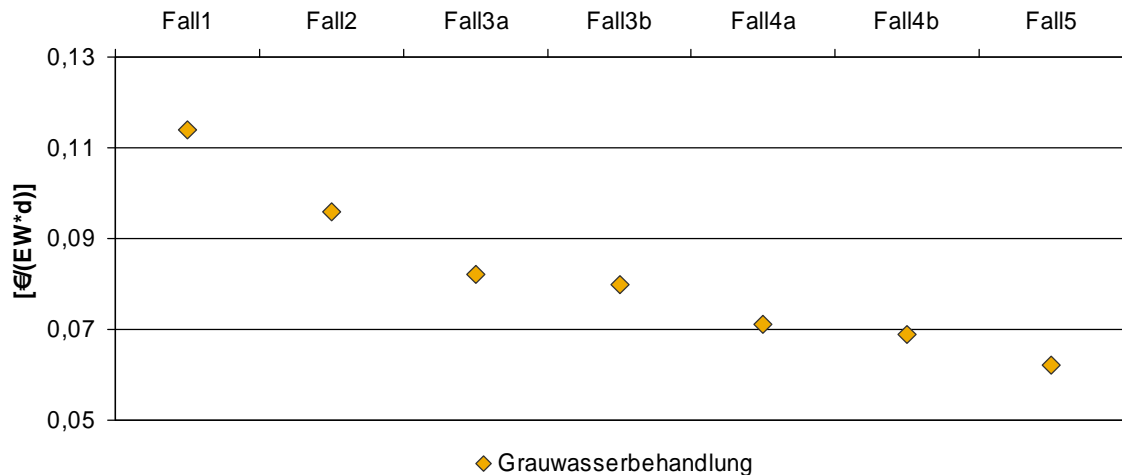 Fall1 Fall2 Fall3a Fall3b Fall4a Fall4b Fall5
0,13
0,11
0,09
0,07
0,05
[€/(EW*d)]
Grauwasserbehandlung